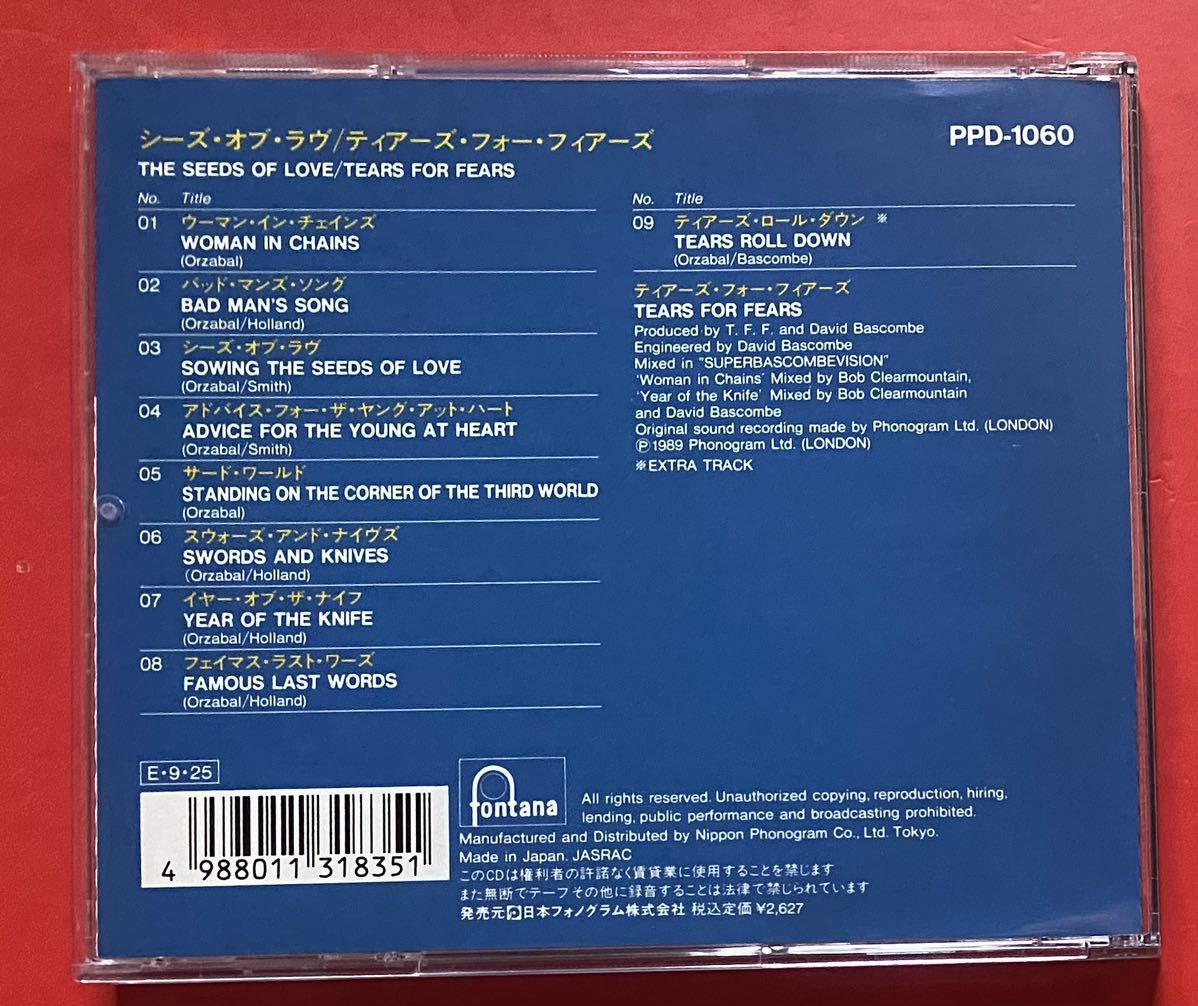 シーズ・オブ・ラヴ/ティアーズ・フォー・フィアーズ
THE SEEDS OF LOVE/TEARS FOR FEARS
PPD-1060
No. Title
01 ウーマン・イン・チェインズ
WOMAN IN CHAINS
(Orzabal)
02 バッド・マンズ・ソング
BAD MAN'S SONG
(Orzabal/Holland)
03 シーズ・オブ・ラヴ
SOWING THE SEEDS OF LOVE
(Orzabal/Smith)
04 アドバイス・フォー・ザ・ヤング・アット・ハート
ADVICE FOR THE YOUNG AT HEART
(Orzabal/Smith)
05 サード・ワールド
STANDING ON THE CORNER OF THE THIRD WORLD
(Orzabal)
06 スウォーズ・アンド・ナイヴズ
SWORDS AND KNIVES
(Orzabal/Holland)
07 イヤー・オブ・ザ・ナイフ
YEAR OF THE KNIFE
(Orzabal/Holland)
08 フェイマス・ラスト・ワーズ
FAMOUS LAST WORDS
(Orzabal/Holland)
No. Title
09 ティアーズ・ロール・ダウン ※
TEARS ROLL DOWN
(Orzabal/Bascombe)
ティアーズ・フォー・フィアーズ
TEARS FOR FEARS
Produced by T. F. F. and David Bascombe
Engineered by David Bascombe
Mixed in "SUPERBASCOMBEVISION"
'Woman in Chains' Mixed by Bob Clearmountain,
'Year of the Knife' Mixed by Bob Clearmountain
and David Bascombe
Original sound recording made by Phonogram Ltd. (LONDON)
Ⓟ1989 Phonogram Ltd. (LONDON)
※EXTRA TRACK
E・9・25
4 988011 318351
fontana
All rights reserved. Unauthorized copying, reproduction, hiring,
lending, public performance and broadcasting prohibited.
Manufactured and Distributed by Nippon Phonogram Co., Ltd. Tokyo.
Made in Japan. JASRAC
このCDは権利者の許諾なく賃貸業に使用することを禁じます
また無断でテープその他に録音することは法律で禁じられています
発売元 日本フォノグラム株式会社 税込定価¥2,627